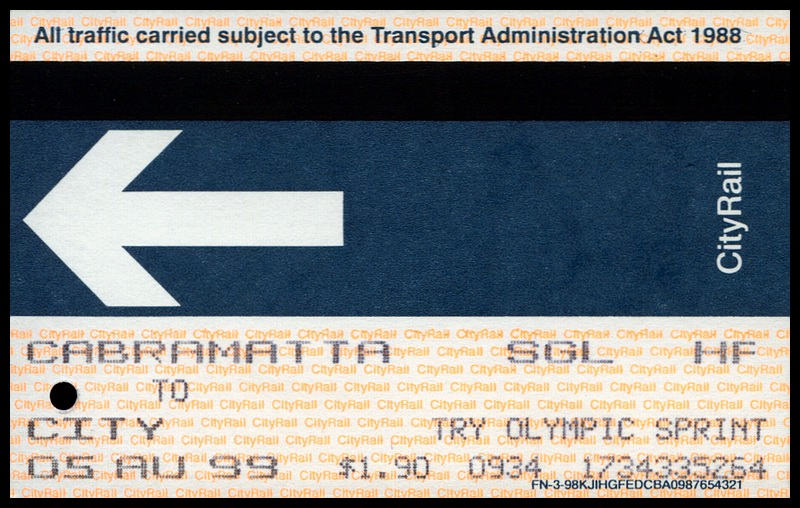 All traffic carried subject to the Transport Administration Act 1988
CityRail
CABRAMATTA SGL HF
TO
CITY TRY OLYMPIC SPRINT
05 AU 99 $1.90 0934 1734335264
FN-3-98KJIHGFEDCBA0987654321